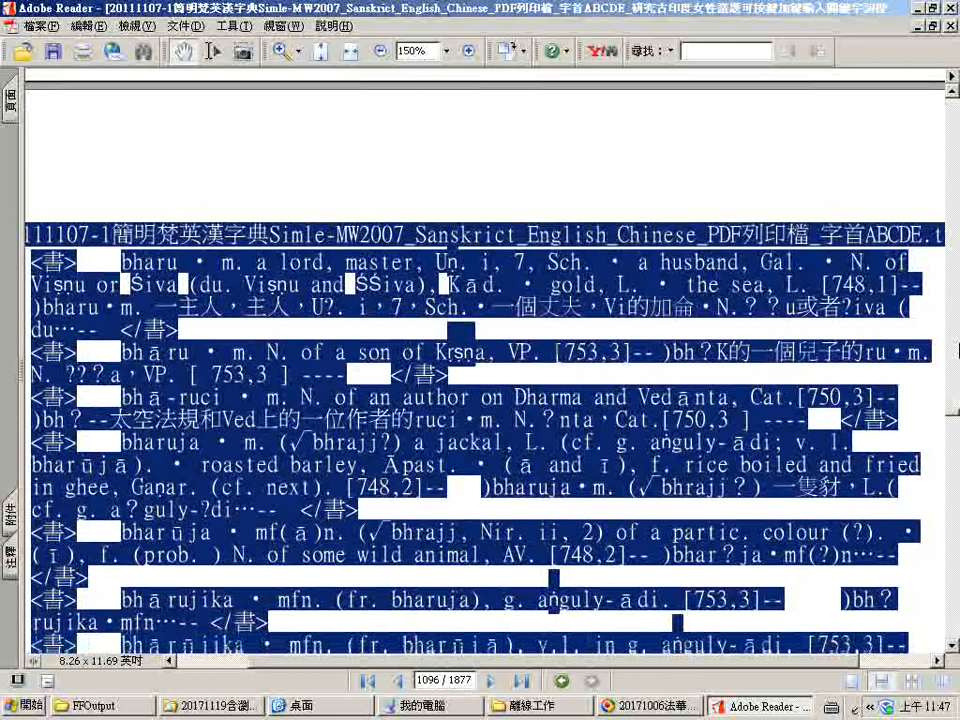 Adobe Reader - [20111107-1簡明梵英漢字典Simle-MW2007_Sanskrict_English_Chinese_PDF列印檔_字首ABCDE_研究古印度女性議題可按
檔案(F) 編輯(E) 檢視(V) 文件(D) 工具(T) 視窗(W) 說明(H)
150% Y! 尋找:
頁面
111107-1簡明梵英漢字典Simle-MW2007_Sanskrict_English_Chinese_PDF列印檔_字首ABCDE.t
<書> bharu • m. a lord, master, Uṇ. i, 7, Sch. • a husband, Gal. • N. of
Viṣṇu or Śiva (du. Viṣṇu and ŚŚiva), Kād. • gold, L. • the sea, L. [748,1]--
)bharu•m. 一主人，主人，U?. i，7，Sch.•一個丈夫，Vi的加侖•N.??u或者?iva (
du…-- </書>
<書> bhāru • m. N. of a son of Kṛṣṇa, VP. [753,3]-- )bh?K的一個兒子的ru•m.
N. ???a，VP. [ 753,3 ] ---- </書>
<書> bhā-ruci • m. N. of an author on Dharma and Vedānta, Cat.[750,3]--
)bh?--太空法規和Ved上的一位作者的ruci•m. N.?nta，Cat.[750,3 ] ---- </書>
<書> bharuja • m. (√bhrajj?) a jackal, L. (cf. g. aṅguly-ādi; v. l.
bharūjā). • roasted barley, Āpast. • (ā and ī), f. rice boiled and fried
in ghee, Gaṇar. (cf. next). [748,2]-- )bharuja•m. (√bhrajj?) 一隻豺，L.(
cf. g. a?guly-?di…-- </書>
<書> bharūja • mf(ā)n. (√bhrajj, Nir. ii, 2) of a partic. colour (?). •
(ī), f. (prob. ) N. of some wild animal, AV. [748,2]-- )bhar?ja•mf(?)n…--
</書>
<書> bhārujika • mfn. (fr. bharuja), g. aṅguly-ādi. [753,3]-- )bh?
rujika•mfn…-- </書>
<書> bhārūjika • mfn. (fr. bharūjā), v.l. in g. aṅguly-ādi. [753,3]--
附件
注釋
8.26 x 11.69 英吋
1096 / 1877
開始 FFOutput 20171119含瀏... 桌面 我的電腦 離線工作 20171006法華... Adobe Reader - [... 上午 11:47